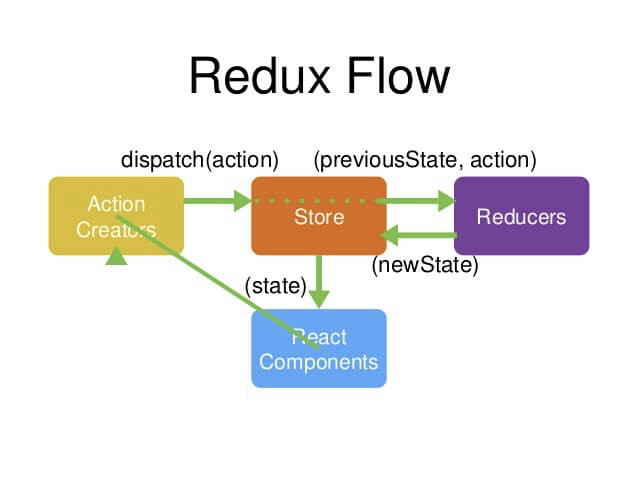 Redux Flow
dispatch(action)
(previousState, action)
Action
Creators
Store
Reducers
(newState)
(state)
React
Components